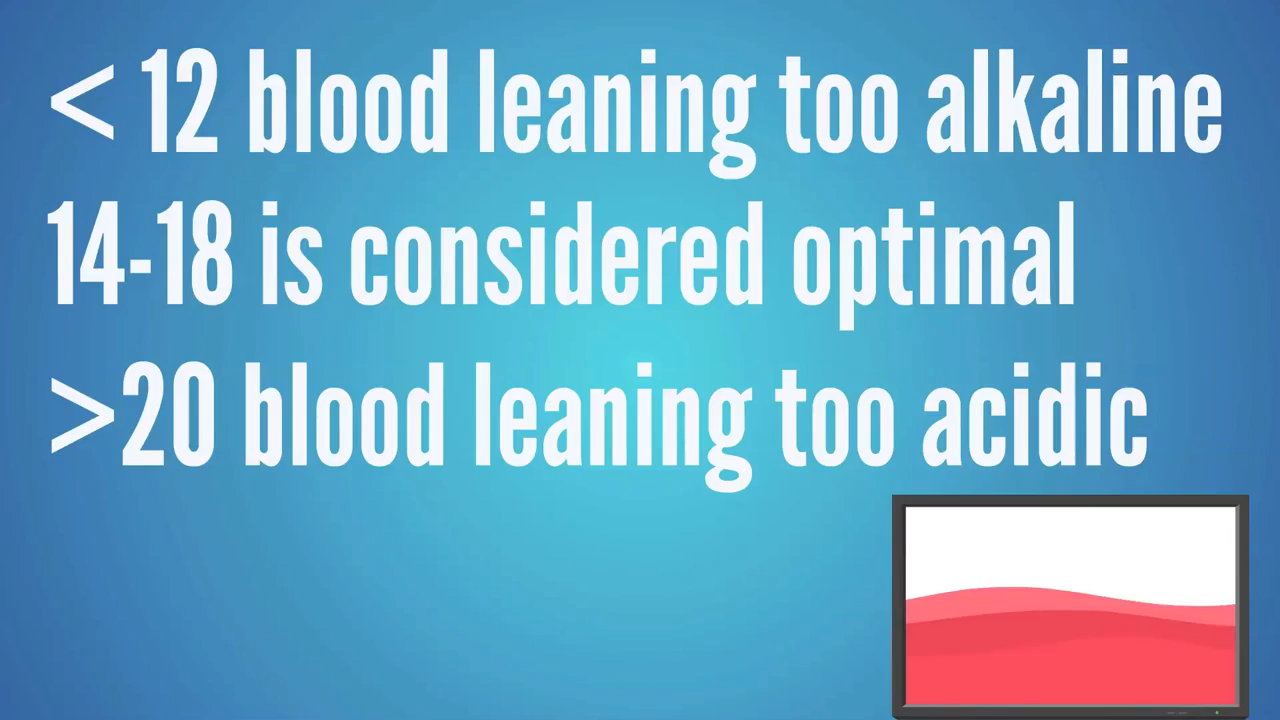 < 12 blood leaning too alkaline
14-18 is considered optimal
>20 blood leaning too acidic